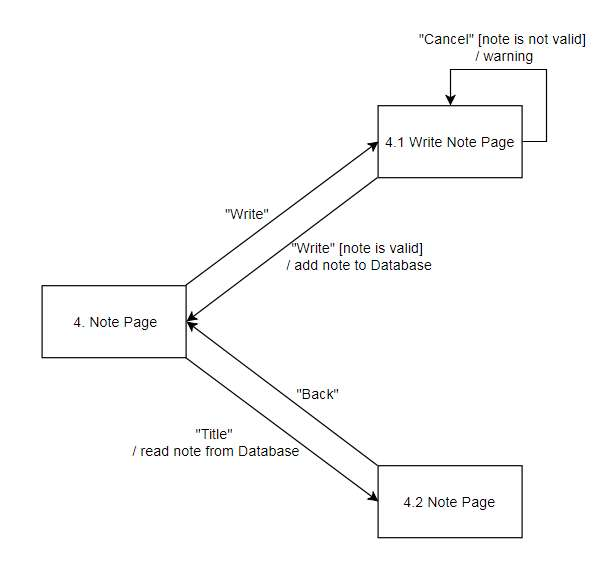 "Cancel" [note is not valid]
/ warning
4.1 Write Note Page
"Write"
"Write" [note is valid]
/ add note to Database
4. Note Page
"Back"
"Title"
/ read note from Database
4.2 Note Page